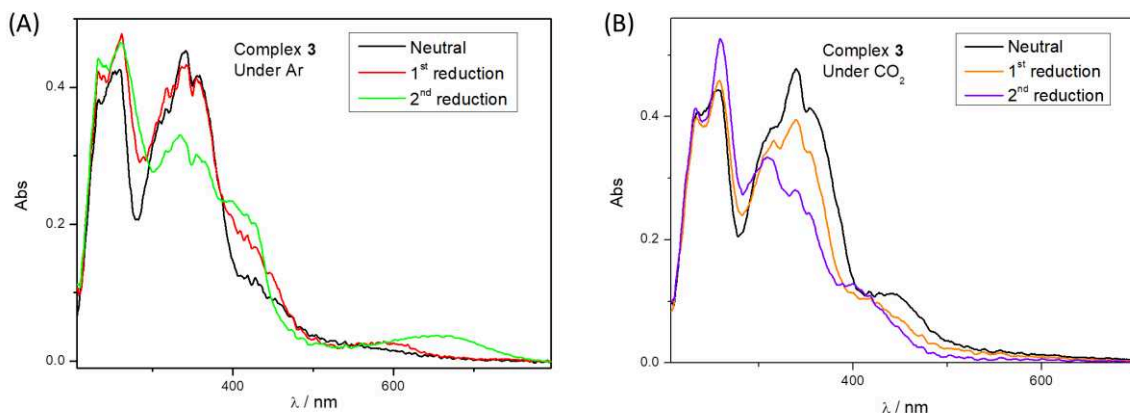 (A)
Complex 3
Under Ar
Neutral
1st reduction
2nd reduction
Abs
0.4
0.2
0.0
400
600
λ / nm
(B)
Complex 3
Under CO2
Neutral
1st reduction
2nd reduction
Abs
0.4
0.2
0.0
400
600
λ / nm